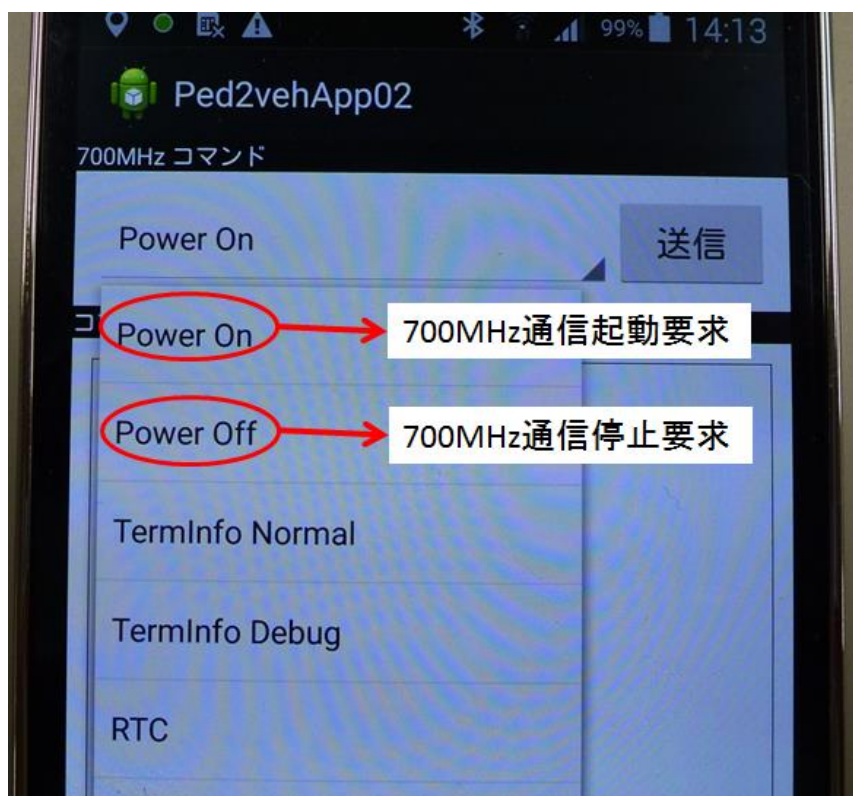 99% 14:13
Ped2vehApp02
700MHz コマンド
Power On
送信
コ
Power On
700MHz通信起動要求
Power Off
700MHz通信停止要求
TermInfo Normal
TermInfo Debug
RTC